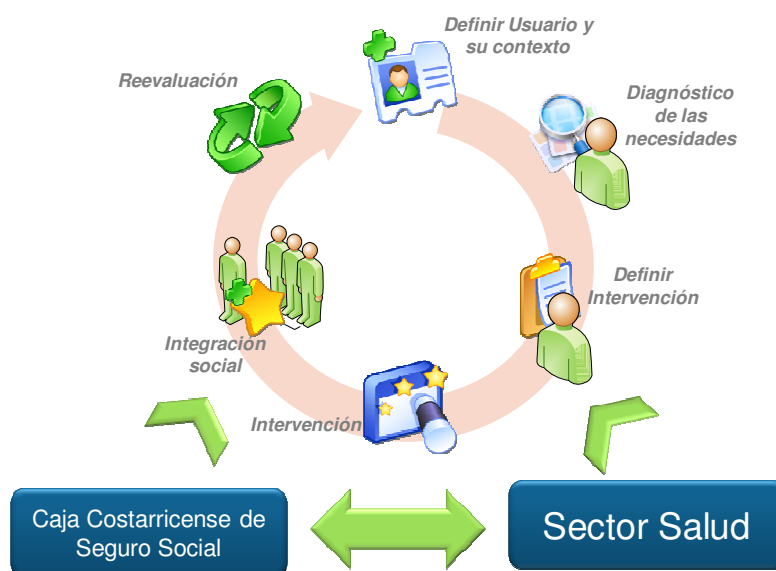 Definir Usuario y
su contexto
Diagnóstico
de las
necesidades
Definir
Intervención
Intervención
Integración
social
Reevaluación
Caja Costarricense de
Seguro Social
Sector Salud